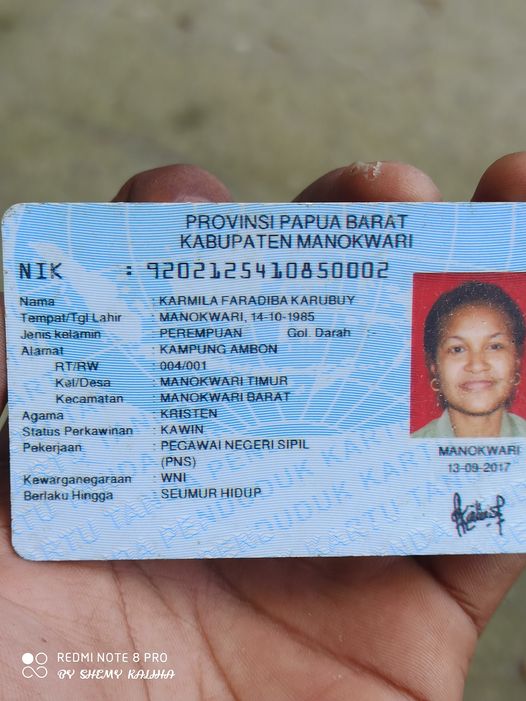 PROVINSI PAPUA BARAT
KABUPATEN MANOKWARI
NIK : 9202125410850002
Nama : KARMILA FARADIBA KARUBUY
Tempat/Tgl Lahir : MANOKWARI, 14-10-1985
Jenis kelamin : PEREMPUAN Gol. Darah : -
Alamat : KAMPUNG AMBON
RT/RW : 004/001
Kel/Desa : MANOKWARI TIMUR
Kecamatan : MANOKWARI BARAT
Agama : KRISTEN
Status Perkawinan : KAWIN
Pekerjaan : PEGAWAI NEGERI SIPIL
(PNS)
Kewarganegaraan : WNI
Berlaku Hingga : SEUMUR HIDUP
MANOKWARI
13-09-2017
REDMI NOTE 8 PRO
BY SHEMY KALIHA